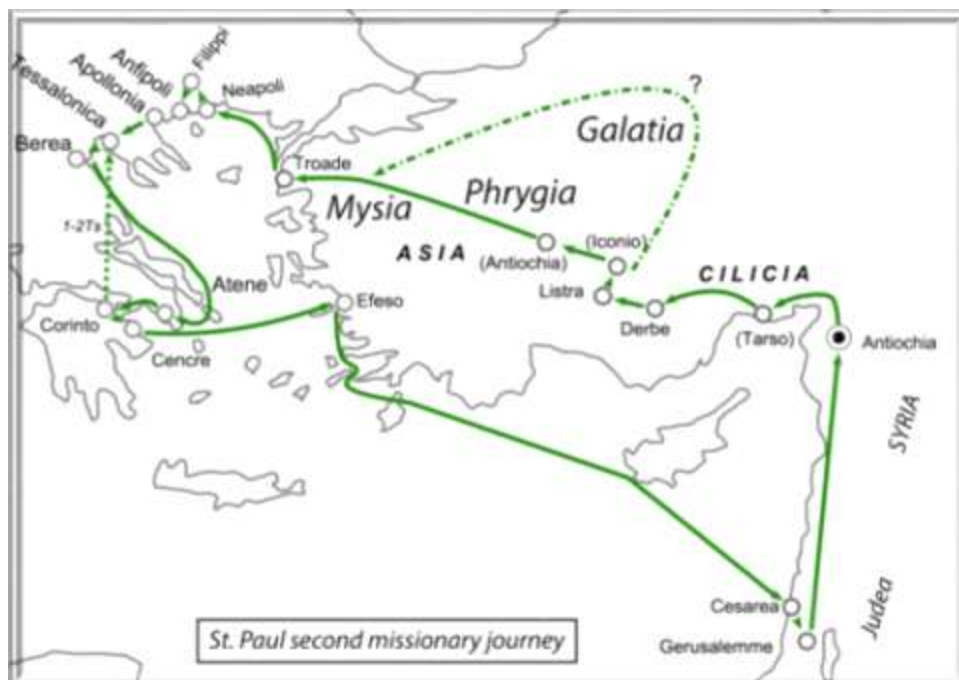 Filippi
Anfipoli
Apollonia
Tessalonica
Neapoli
Berea
?
Galatia
Troade
Phrygia
Mysia
1-2Ts
ASIA
(Iconio)
(Antiochia)
CILICIA
Listra
Atene
Efeso
Corinto
Derbe
(Tarso)
Antiochia
Cencre
SYRIA
Cesarea
Judea
St. Paul second missionary journey
Gerusalemme